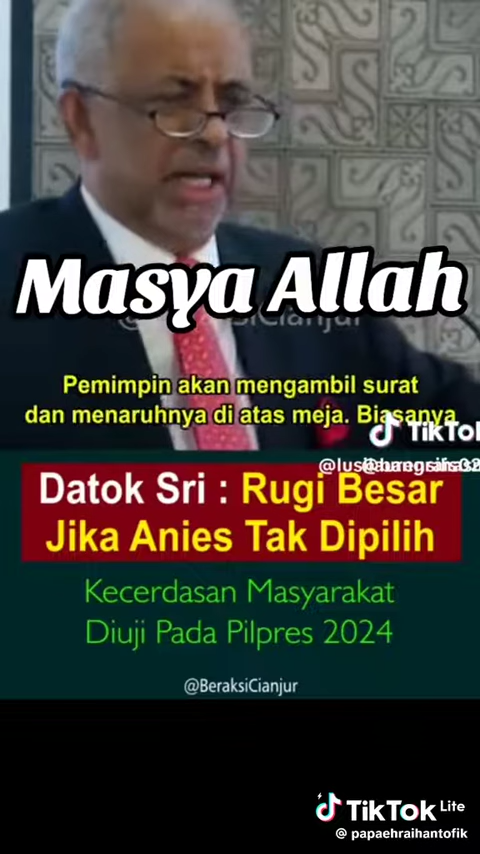 Masya Allah
Pemimpin akan mengambil surat
dan menaruhnya di atas meja. Biasanya
TikTok
Datok Sri : Rugi Besar
Jika Anies Tak Dipilih
Kecerdasan Masyarakat
Diuji Pada Pilpres 2024
@BeraksiCianjur
TikTok Lite
@ papaehraihantofik